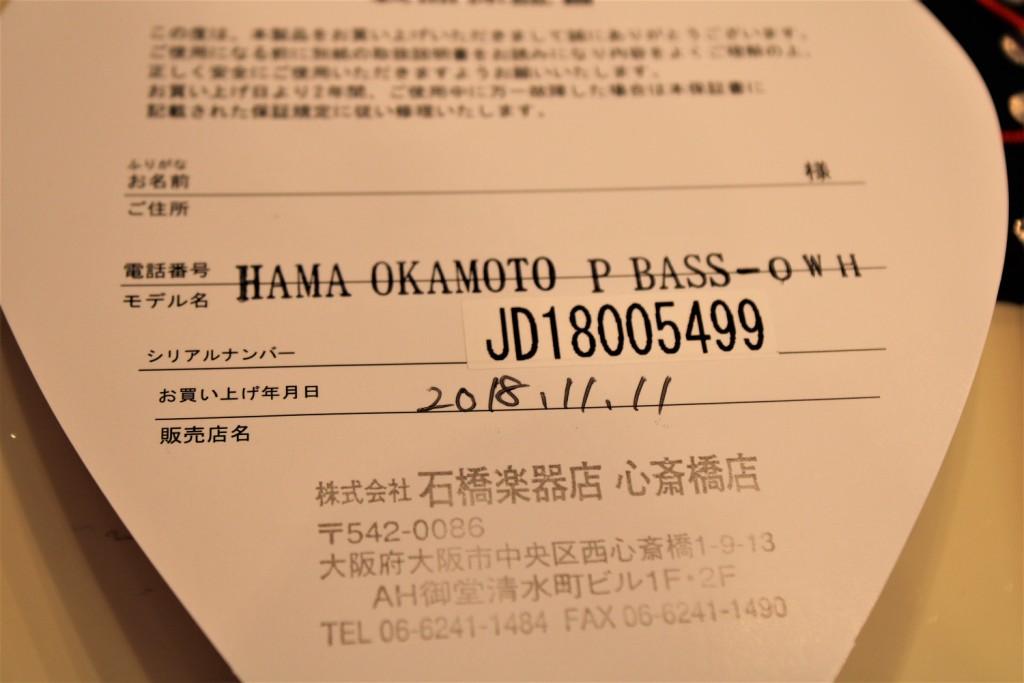 この度は、本製品をお買い上げいただきまして誠にありがとうございます。
ご使用になる前に別紙の取扱説明書をお読みになり内容をよくご理解の上、
正しく安全にご使用いただきますようお願いいたします。
お買い上げ日より2年間、ご使用中に万一故障した場合は本保証書に
記載された保証規定に従い修理いたします。
ふりがな
お名前 様
ご住所
電話番号
モデル名 HAMA OKAMOTO P BASS-OWH
シリアルナンバー JD18005499
お買い上げ年月日 2018.11.11
販売店名
株式会社 石橋楽器店 心斎橋店
〒542-0086
大阪府大阪市中央区西心斎橋1-9-13
AH御堂清水町ビル1F・2F
TEL 06-6241-1484 FAX 06-6241-1490